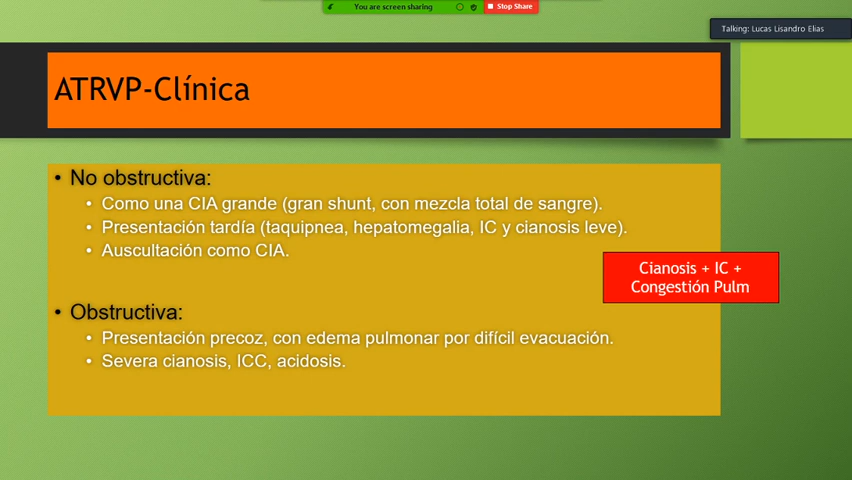 You are screen sharing
Stop Share
Talking: Lucas Lisandro Elias
ATRVP-Clínica
• No obstructiva:
• Como una CIA grande (gran shunt, con mezcla total de sangre).
• Presentación tardía (taquipnea, hepatomegalia, IC y cianosis leve).
• Auscultación como CIA.
Cianosis + IC +
Congestión Pulm
• Obstructiva:
• Presentación precoz, con edema pulmonar por difícil evacuación.
• Severa cianosis, ICC, acidosis.